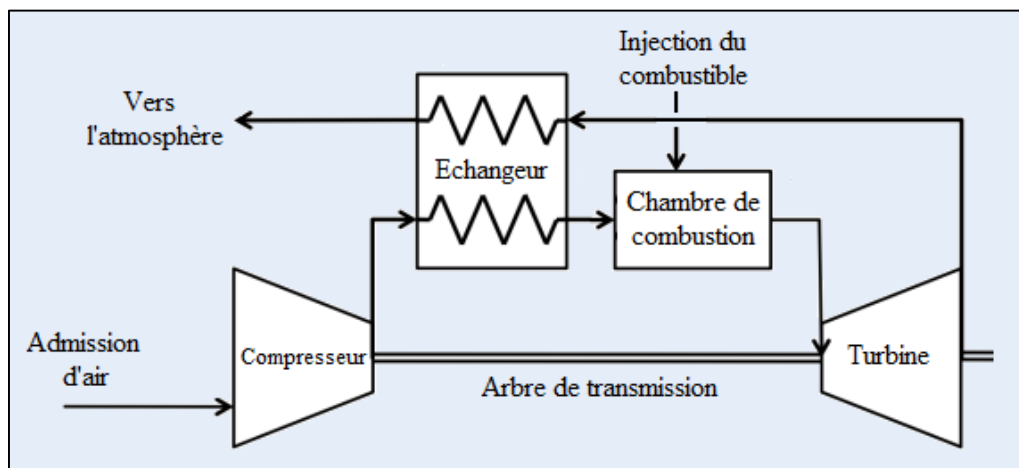 Injection du
combustible
Vers
l'atmosphère
Echangeur
Chambre de
combustion
Admission
d'air
Compresseur
Turbine
Arbre de transmission